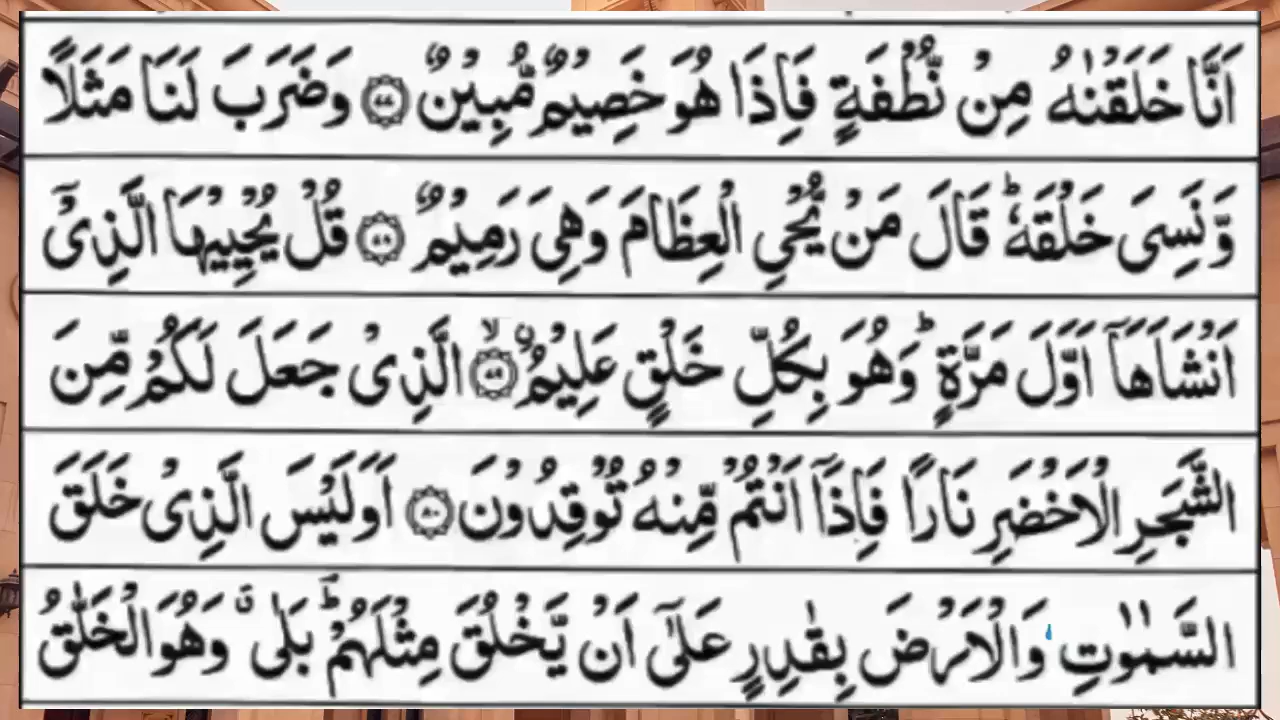 اَنَّا خَلَقْنٰهُ مِنْ نُّطْفَةٍ فَاِذَا هُوَ خَصِيْمٌ مُّبِيْنٌ ﴿۷۷﴾ وَضَرَبَ لَنَا مَثَلًا
وَّنَسِىَ خَلْقَهٗ ؕ قَالَ مَنْ يُّحْىِ الْعِظَامَ وَهِىَ رَمِيْمٌ ﴿۷۸﴾ قُلْ يُحْيِيْهَا الَّذِىْۤ
اَنْشَاَهَاۤ اَوَّلَ مَرَّةٍ ؕ وَهُوَ بِكُلِّ خَلْقٍ عَلِيْمُۨ ۙ﴿۷۹﴾ الَّذِىْ جَعَلَ لَكُمْ مِّنَ
الشَّجَرِ الْاَخْضَرِ نَارًا فَاِذَاۤ اَنْتُمْ مِّنْهُ تُوْقِدُوْنَ ﴿۸۰﴾ اَوَلَيْسَ الَّذِىْ خَلَقَ
السَّمٰوٰتِ وَالْاَرْضَ بِقٰدِرٍ عَلٰٓى اَنْ يَّخْلُقَ مِثْلَهُمْ ؕ بَلٰى ۗ وَهُوَ الْخَلّٰقُ